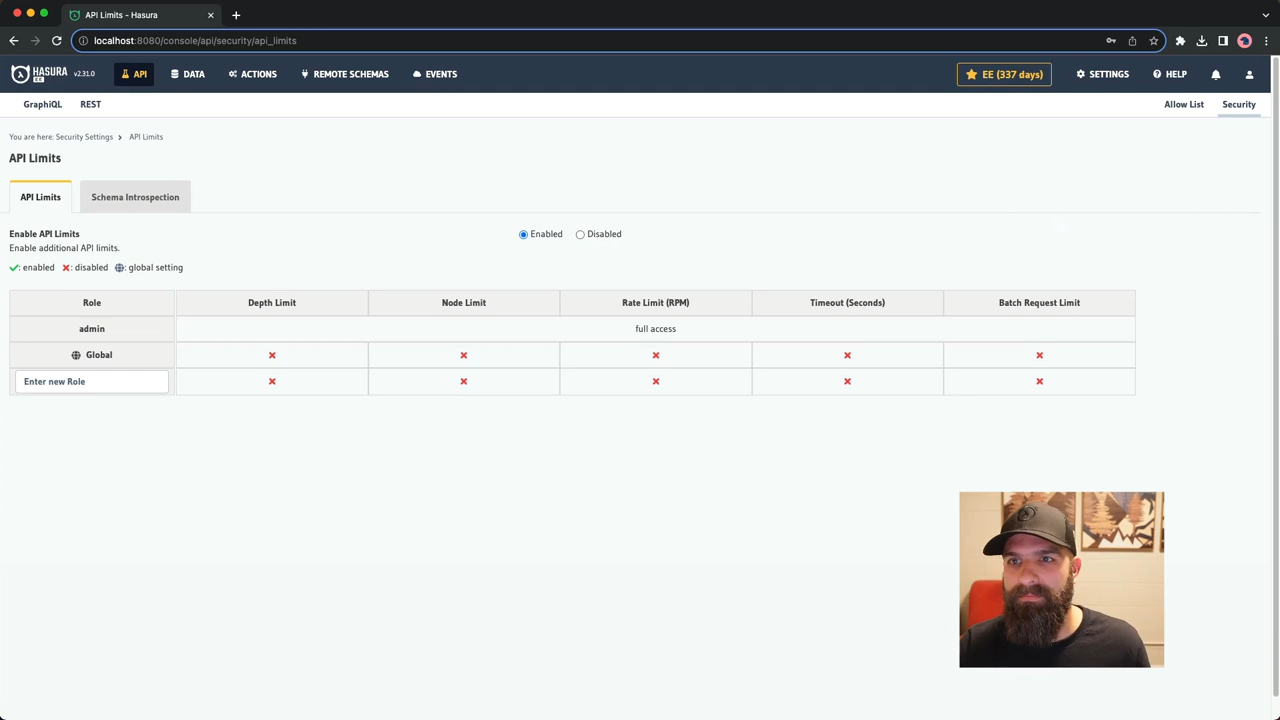 API Limits - Hasura
localhost:8080/console/api/security/api_limits
HASURA EE v2.31.0 API DATA ACTIONS REMOTE SCHEMAS EVENTS EE (337 days) SETTINGS HELP
GraphiQL REST Allow List Security
You are here: Security Settings > API Limits
API Limits
API Limits Schema Introspection
Enable API Limits Enabled Disabled
Enable additional API limits.
: enabled : disabled : global setting
Role Depth Limit Node Limit Rate Limit (RPM) Timeout (Seconds) Batch Request Limit
admin full access
Global
Enter new Role